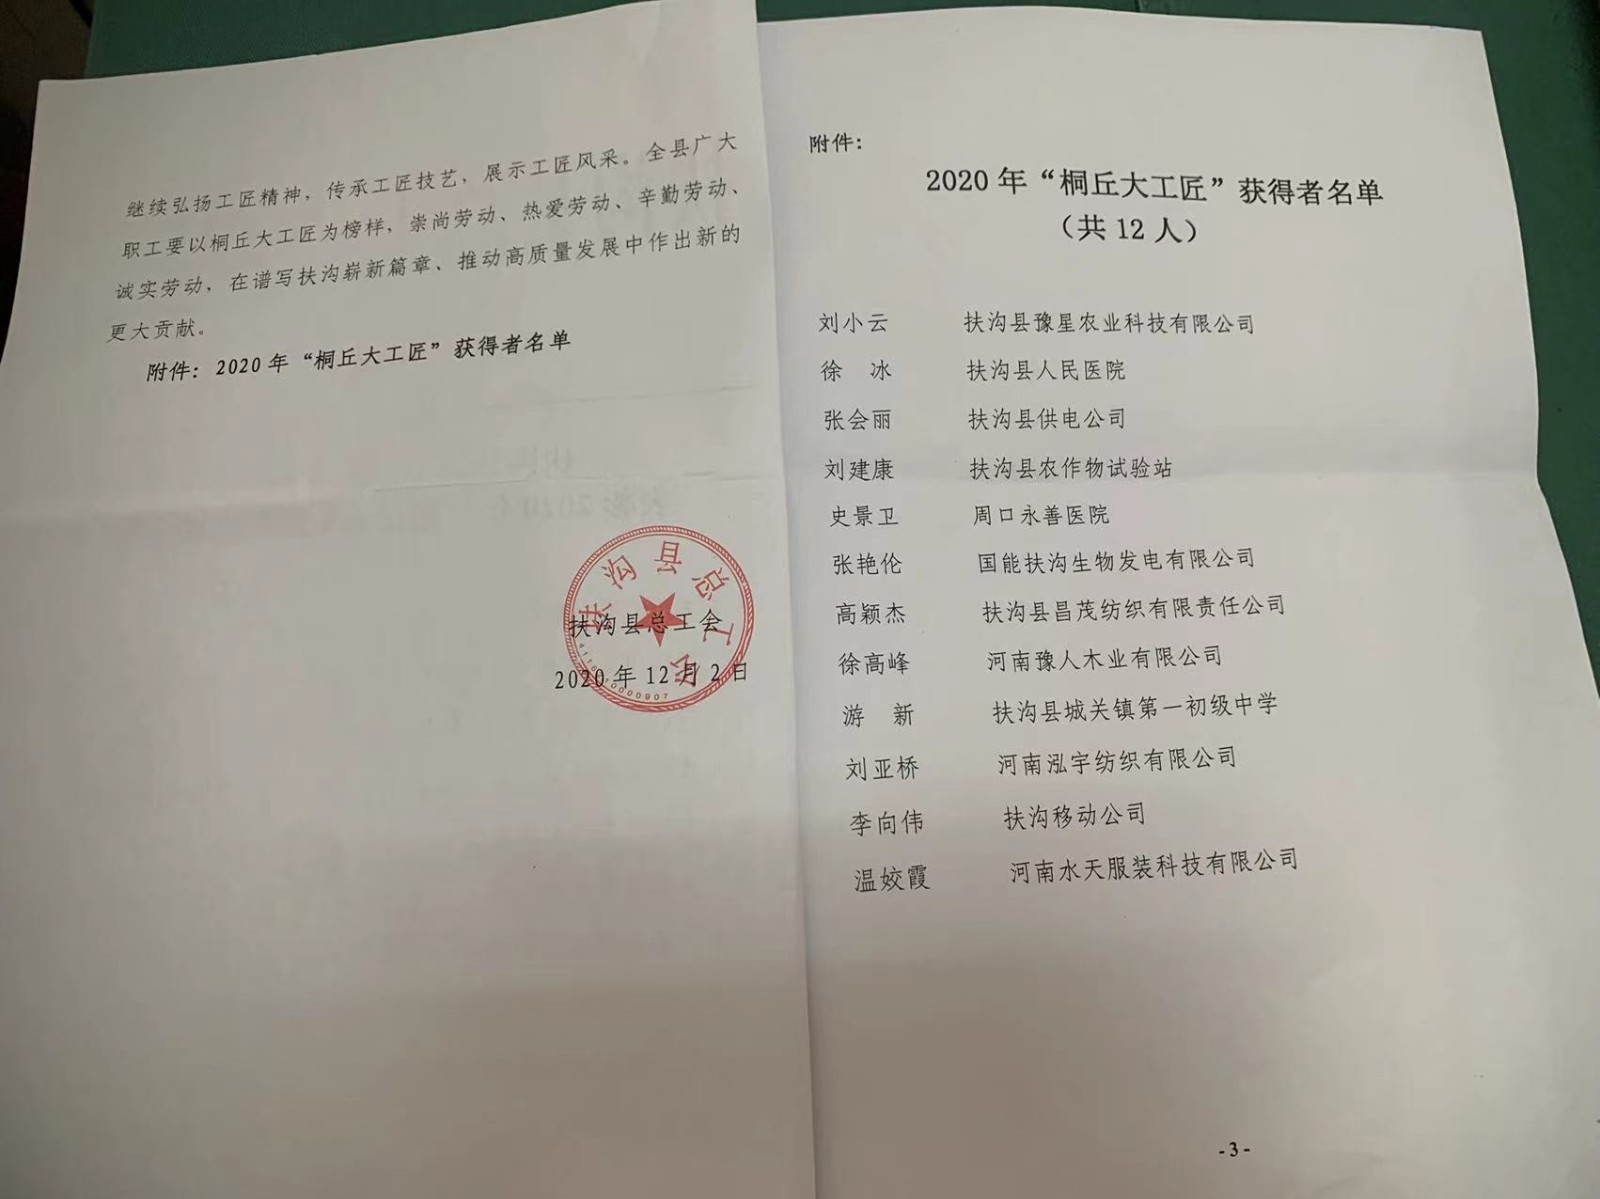 继续弘扬工匠精神，传承工匠技艺，展示工匠风采。全县广大
职工要以桐丘大工匠为榜样，崇尚劳动、热爱劳动、辛勤劳动、
诚实劳动，在谱写扶沟崭新篇章、推动高质量发展中作出新的
更大贡献。
附件：2020年“桐丘大工匠”获得者名单
扶沟县总工会
扶沟县总工会
2020年12月2日
附件：
2020年“桐丘大工匠”获得者名单
（共12人）
刘小云 扶沟县豫星农业科技有限公司
徐 冰 扶沟县人民医院
张会丽 扶沟县供电公司
刘建康 扶沟县农作物试验站
史景卫 周口永善医院
张艳伦 国能扶沟生物发电有限公司
高颖杰 扶沟县昌茂纺织有限责任公司
徐高峰 河南豫人木业有限公司
游 新 扶沟县城关镇第一初级中学
刘亚桥 河南泓宇纺织有限公司
李向伟 扶沟移动公司
温姣霞 河南水天服装科技有限公司
-3-